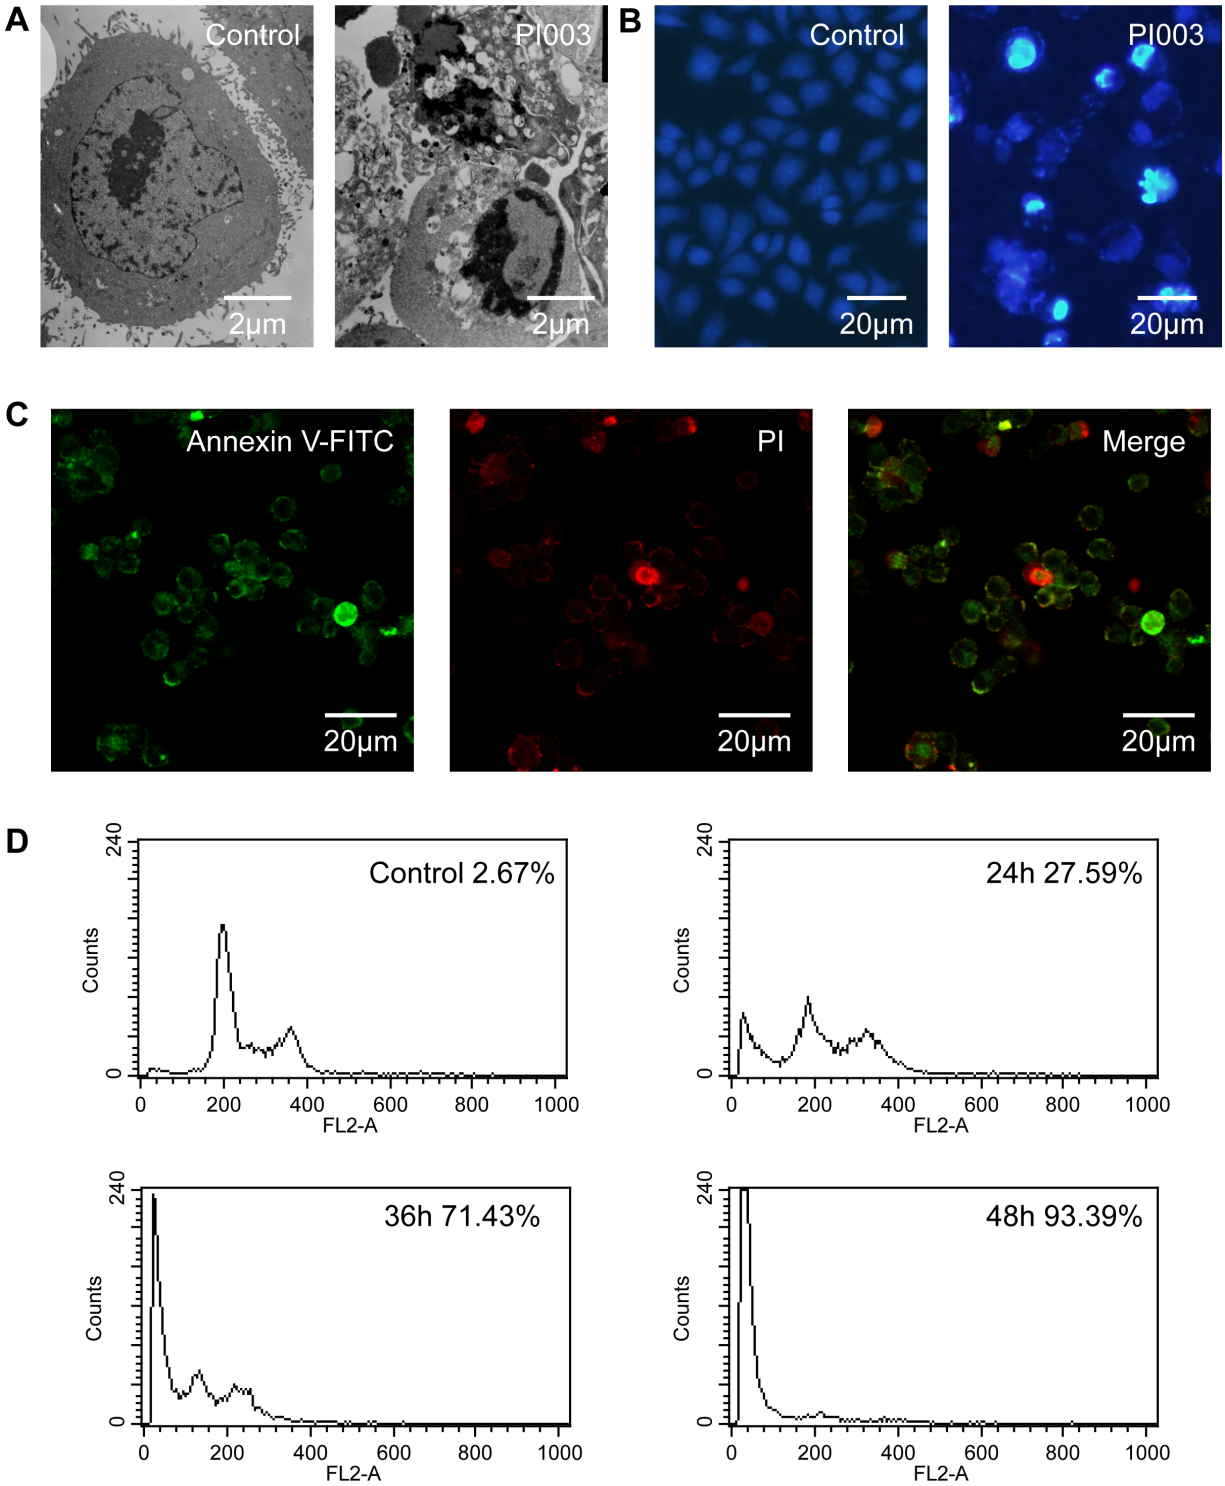 A
Control
2µm
PI003
2µm
B
Control
20µm
PI003
20µm
C
Annexin V-FITC
20µm
PI
20µm
Merge
20µm
D
240
Control 2.67%
Counts
0
0 200 400 600 800 1000
FL2-A
240
24h 27.59%
Counts
0
0 200 400 600 800 1000
FL2-A
240
36h 71.43%
Counts
0
0 200 400 600 800 1000
FL2-A
240
48h 93.39%
Counts
0
0 200 400 600 800 1000
FL2-A